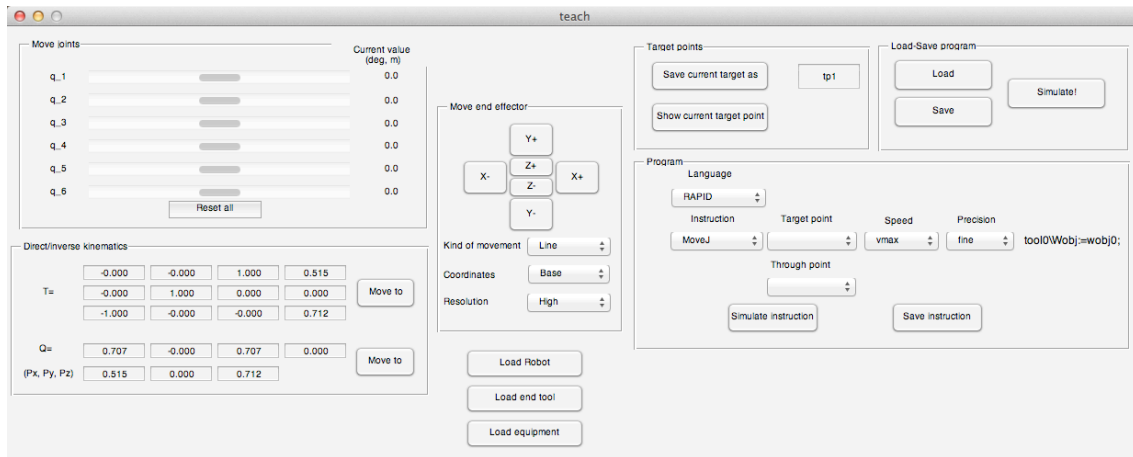 teach
Move joints
Current value
(deg, m)
q_1 0.0
q_2 0.0
q_3 0.0
q_4 0.0
q_5 0.0
q_6 0.0
Reset all
Direct/inverse kinematics
T=
-0.000 -0.000 1.000 0.515
-0.000 1.000 0.000 0.000
-1.000 -0.000 -0.000 0.712
Move to
Q= 0.707 -0.000 0.707 0.000
(Px, Py, Pz) 0.515 0.000 0.712
Move to
Move end effector
Y+
X- Z+ X+
Z-
Y-
Kind of movement Line
Coordinates Base
Resolution High
Load Robot
Load end tool
Load equipment
Target points
Save current target as tp1
Show current target point
Load-Save program
Load
Save
Simulate!
Program
Language
RAPID
Instruction Target point Speed Precision
MoveJ vmax fine tool0\Wobj:=wobj0;
Through point
Simulate instruction Save instruction